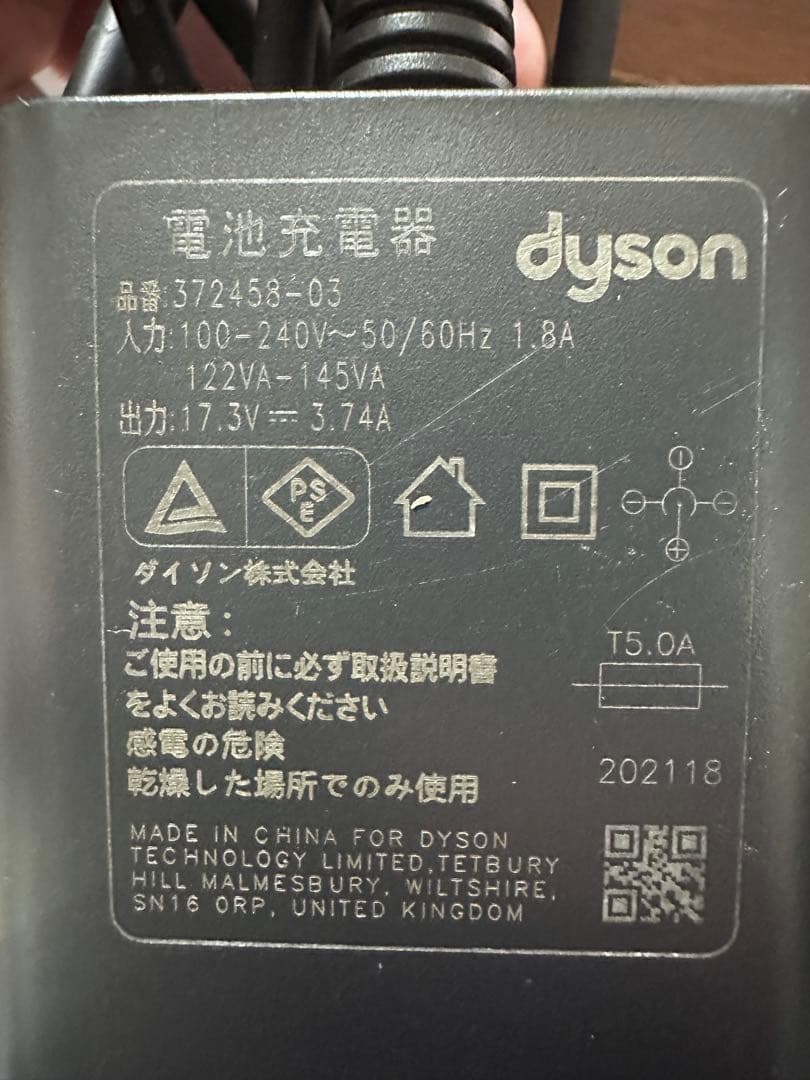 電池充電器
dyson
品番:372458-03
入力:100-240V～50/60Hz 1.8A
122VA-145VA
出力:17.3V⎓3.74A
PS
E
ダイソン株式会社
注意:
ご使用の前に必ず取扱説明書
をよくお読みください
感電の危険
乾燥した場所でのみ使用
T5.0A
202118
MADE IN CHINA FOR DYSON
TECHNOLOGY LIMITED,TETBURY
HILL MALMESBURY, WILTSHIRE,
SN16 0RP, UNITED KINGDOM